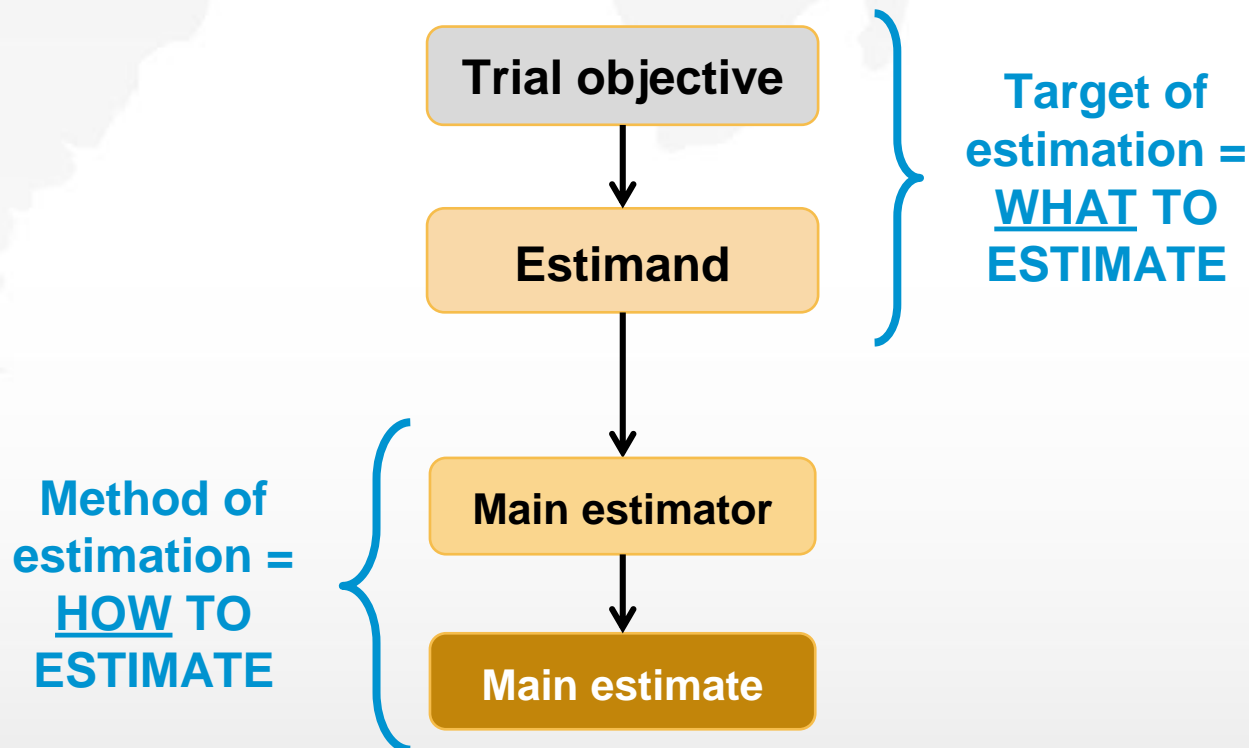 Trial objective
Target of
estimation =
WHAT TO
ESTIMATE
Estimand
Method of
estimation =
HOW TO
ESTIMATE
Main estimator
Main estimate